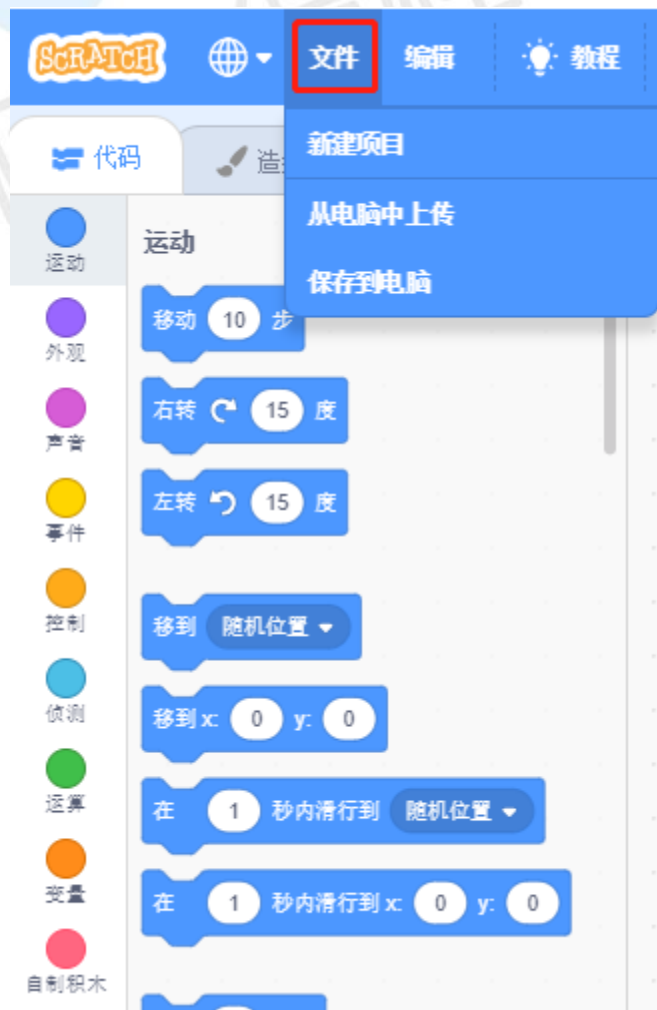 SCRATCH 文件 编辑 教程
代码 造
新建项目
从电脑中上传
保存到电脑
运动
运动
移动 10 步
外观
右转 15 度
声音
左转 15 度
事件
控制
移到 随机位置
侦测
移到 x: 0 y: 0
运算
在 1 秒内滑行到 随机位置
变量
在 1 秒内滑行到 x: 0 y: 0
自制积木